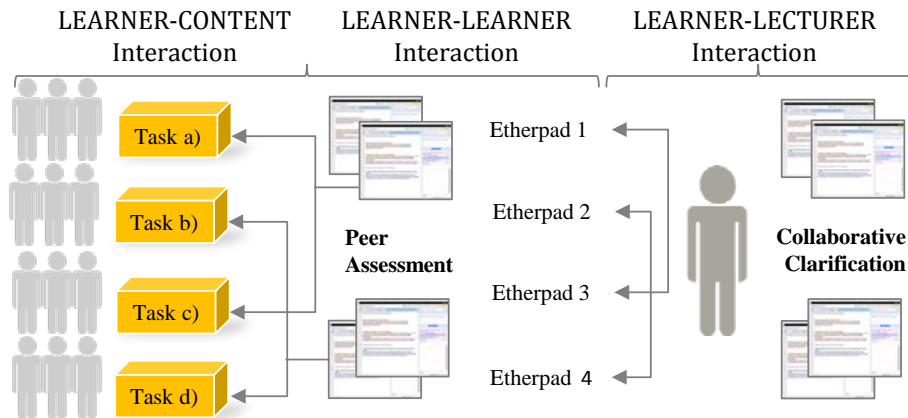 LEARNER-CONTENT
Interaction
LEARNER-LEARNER
Interaction
LEARNER-LECTURER
Interaction
Task a)
Task b)
Task c)
Task d)
Peer
Assessment
Etherpad 1
Etherpad 2
Etherpad 3
Etherpad 4
Collaborative
Clarification